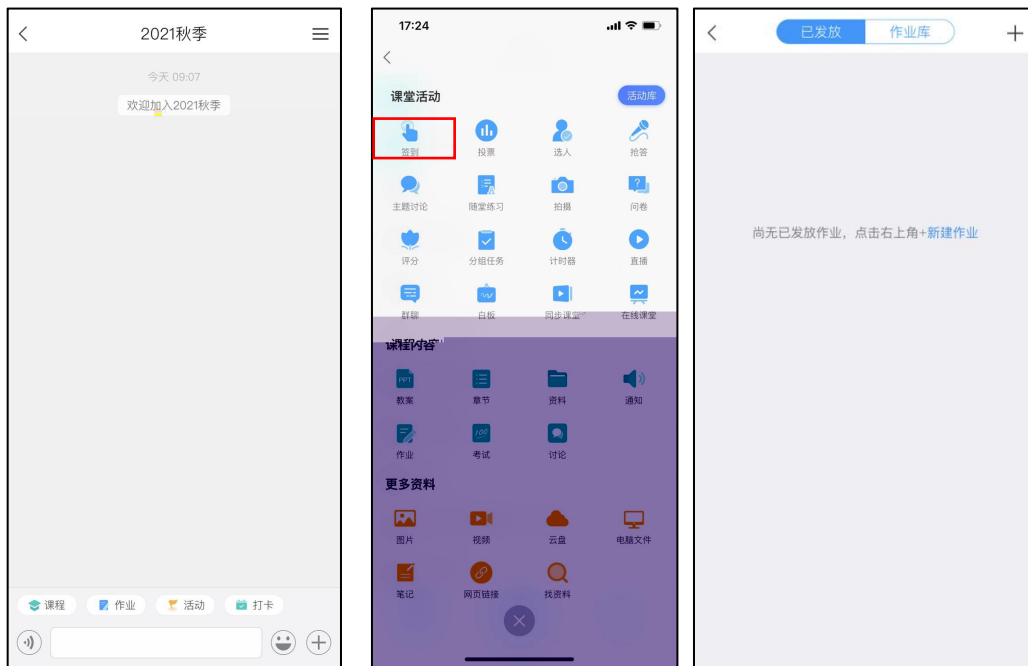 2021秋季
今天 09:07
欢迎加入2021秋季
课程 作业 活动 打卡
17:24
课堂活动 活动库
签到 投票 选人 抢答
主题讨论 随堂练习 拍摄 问卷
评分 分组任务 计时器 直播
群聊 白板 同步课堂 在线课堂
课程内容
PPT
教案 章节 资料 通知
100
作业 考试 讨论
更多资料
图片 视频 云盘 电脑文件
笔记 网页链接 找资料
已发放 作业库
尚无已发放作业，点击右上角+新建作业